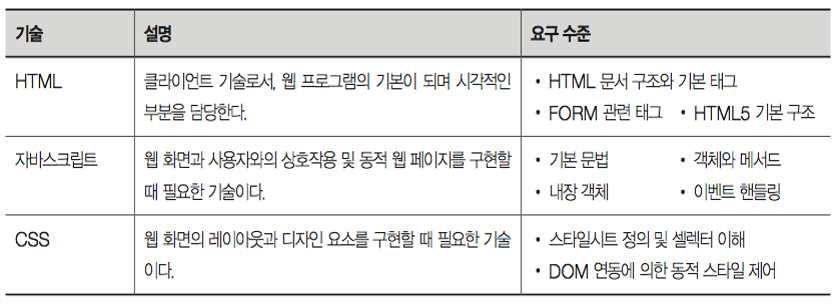 기술 설명 요구 수준
HTML 클라이언트 기술로서, 웹 프로그램의 기본이 되며 시각적인 • HTML 문서 구조와 기본 태그
부분을 담당한다. • FORM 관련 태그 • HTML5 기본 구조
자바스크립트 웹 화면과 사용자와의 상호작용 및 동적 웹 페이지를 구현할 • 기본 문법 • 객체와 메서드
때 필요한 기술이다. • 내장 객체 • 이벤트 핸들링
CSS 웹 화면의 레이아웃과 디자인 요소를 구현할 때 필요한 기술 • 스타일시트 정의 및 셀렉터 이해
이다. • DOM 연동에 의한 동적 스타일 제어